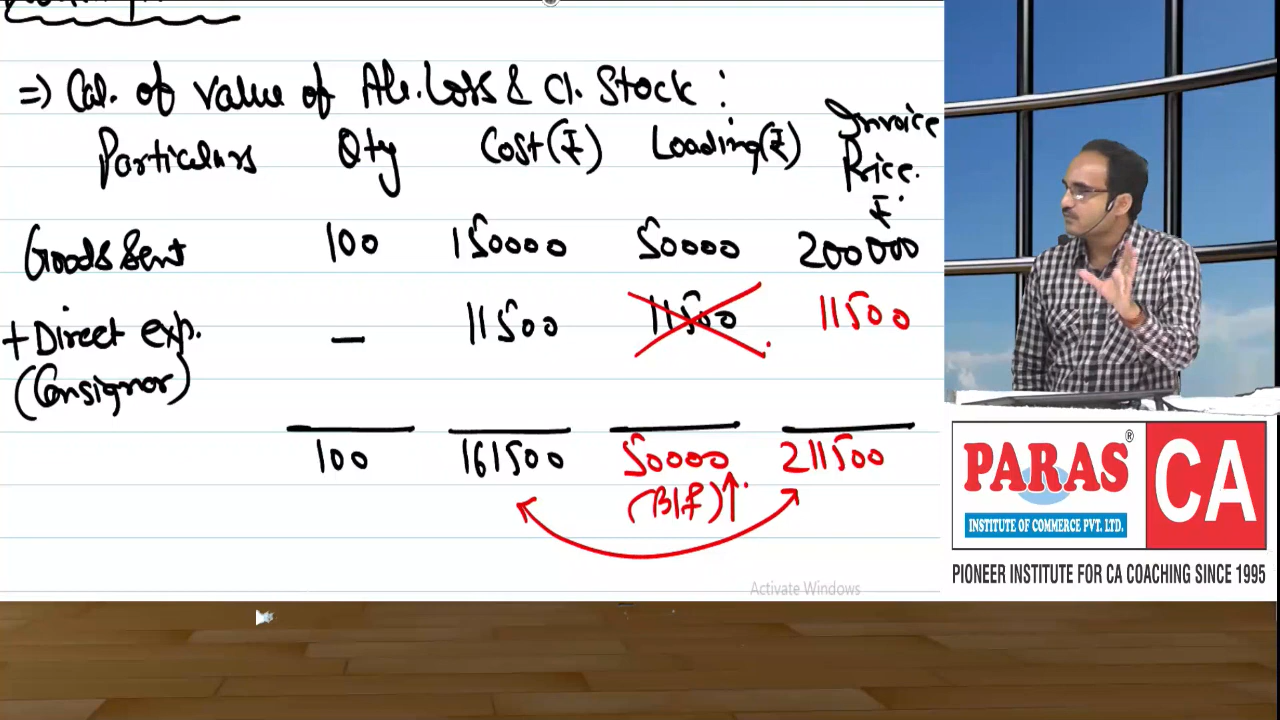 =) Cal. of value of Ab. Loss & Cl. Stock :
Particulars Qty Cost(₹) Loading(₹) Invoice Price. ₹.
Goods Sent 100 150000 50000 200000
+ Direct exp. (Consignor) — 11500 11500 11500
100 161500 50000 211500
(B/f)
PARAS®
INSTITUTE OF COMMERCE PVT. LTD.
CA
PIONEER INSTITUTE FOR CA COACHING SINCE 1995
Activate Windows